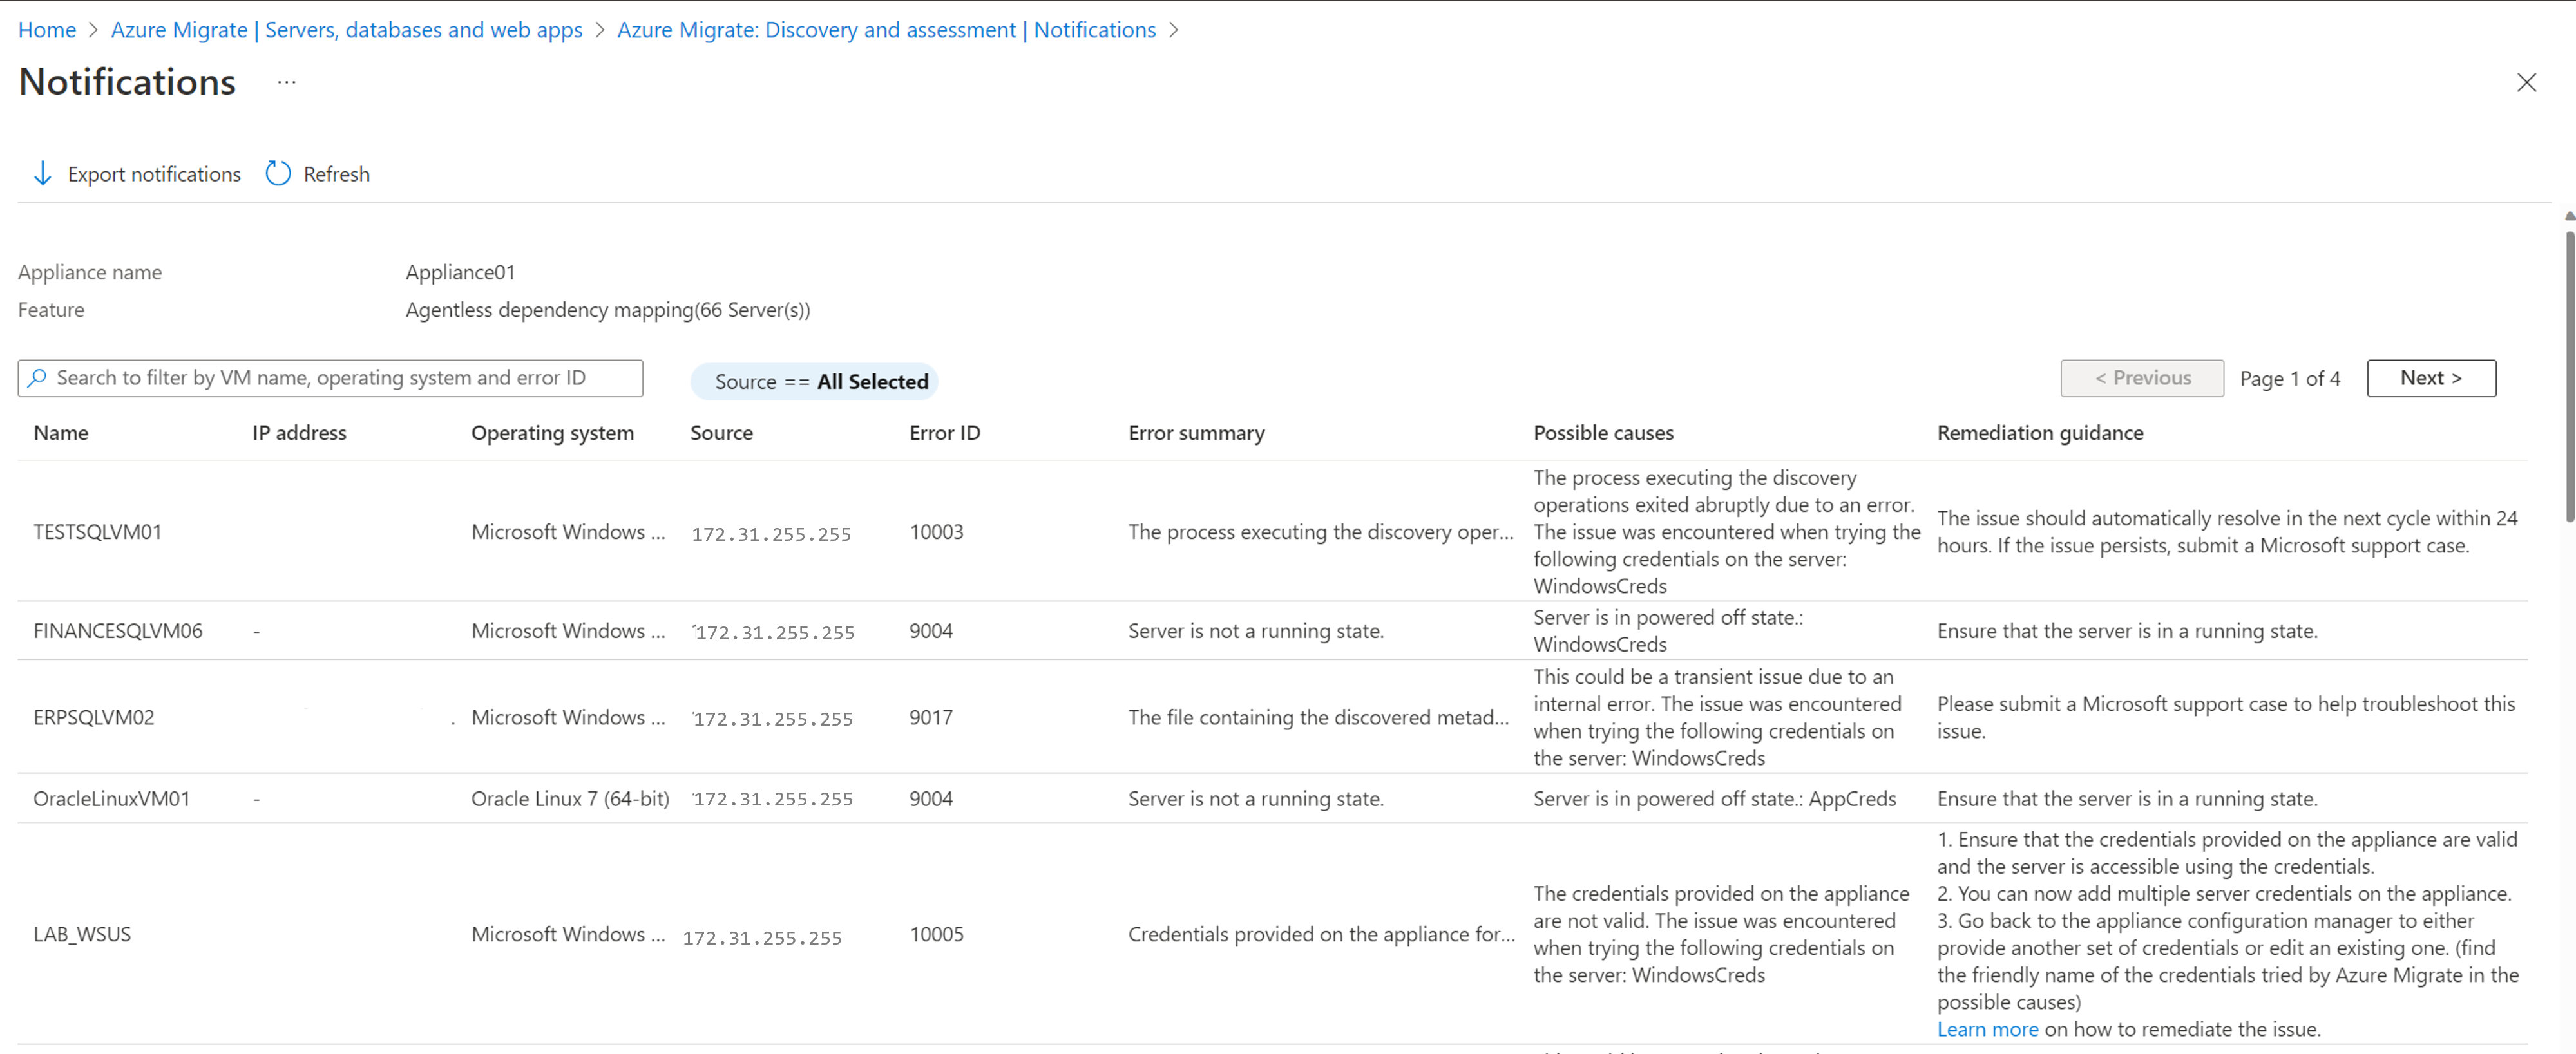 Home > Azure Migrate | Servers, databases and web apps > Azure Migrate: Discovery and assessment | Notifications >
Notifications ...
Export notifications Refresh
Appliance name Appliance01
Feature Agentless dependency mapping(66 Server(s))
Search to filter by VM name, operating system and error ID Source == All Selected < Previous Page 1 of 4 Next >
Name IP address Operating system Source Error ID Error summary Possible causes Remediation guidance
TESTSQLVM01 Microsoft Windows ... 172.31.255.255 10003 The process executing the discovery oper...
The process executing the discovery
operations exited abruptly due to an error.
The issue was encountered when trying the
following credentials on the server:
WindowsCreds
The issue should automatically resolve in the next cycle within 24
hours. If the issue persists, submit a Microsoft support case.
FINANCESQLVM06 - Microsoft Windows ... 172.31.255.255 9004 Server is not a running state.
Server is in powered off state.:
WindowsCreds
Ensure that the server is in a running state.
ERPSQLVM02 . Microsoft Windows ... 172.31.255.255 9017 The file containing the discovered metad...
This could be a transient issue due to an
internal error. The issue was encountered
when trying the following credentials on
the server: WindowsCreds
Please submit a Microsoft support case to help troubleshoot this
issue.
OracleLinuxVM01 - Oracle Linux 7 (64-bit) 172.31.255.255 9004 Server is not a running state. Server is in powered off state.: AppCreds Ensure that the server is in a running state.
LAB_WSUS Microsoft Windows ... 172.31.255.255 10005 Credentials provided on the appliance for...
The credentials provided on the appliance
are not valid. The issue was encountered
when trying the following credentials on
the server: WindowsCreds
1. Ensure that the credentials provided on the appliance are valid
and the server is accessible using the credentials.
2. You can now add multiple server credentials on the appliance.
3. Go back to the appliance configuration manager to either
provide another set of credentials or edit an existing one. (find
the friendly name of the credentials tried by Azure Migrate in the
possible causes)
Learn more on how to remediate the issue.